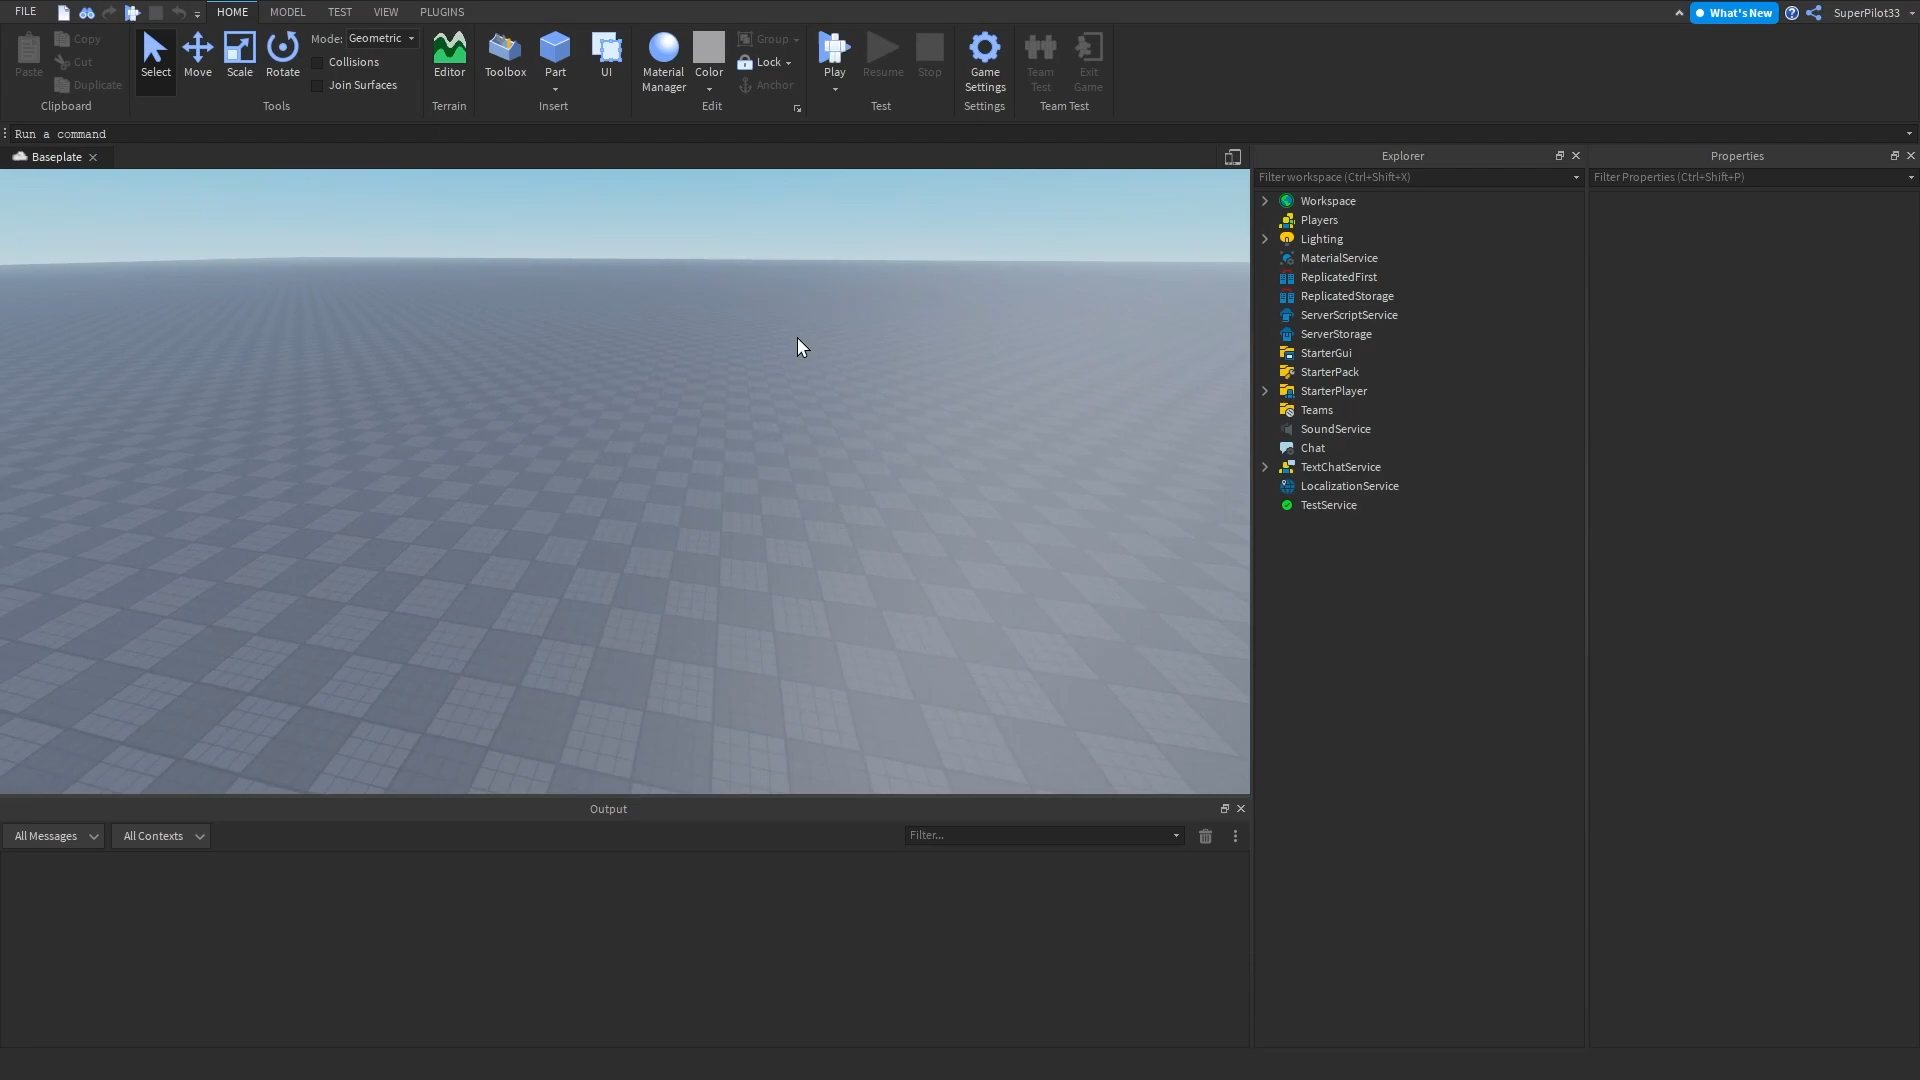 FILE HOME MODEL TEST VIEW PLUGINS What's New SuperPilot33
Paste
Copy
Cut
Duplicate
Clipboard
Select Move Scale Rotate
Mode: Geometric
Collisions
Join Surfaces
Tools
Editor
Terrain
Toolbox Part UI
Insert
Material
Manager
Color
Group
Lock
Anchor
Edit
Play Resume Stop
Test
Game
Settings
Settings
Team
Test
Exit
Game
Team Test
Run a command
Baseplate
Explorer
Filter workspace (Ctrl+Shift+X)
Workspace
Players
Lighting
MaterialService
ReplicatedFirst
ReplicatedStorage
ServerScriptService
ServerStorage
StarterGui
StarterPack
StarterPlayer
Teams
SoundService
Chat
TextChatService
LocalizationService
TestService
Properties
Filter Properties (Ctrl+Shift+P)
Output
All Messages All Contexts Filter...